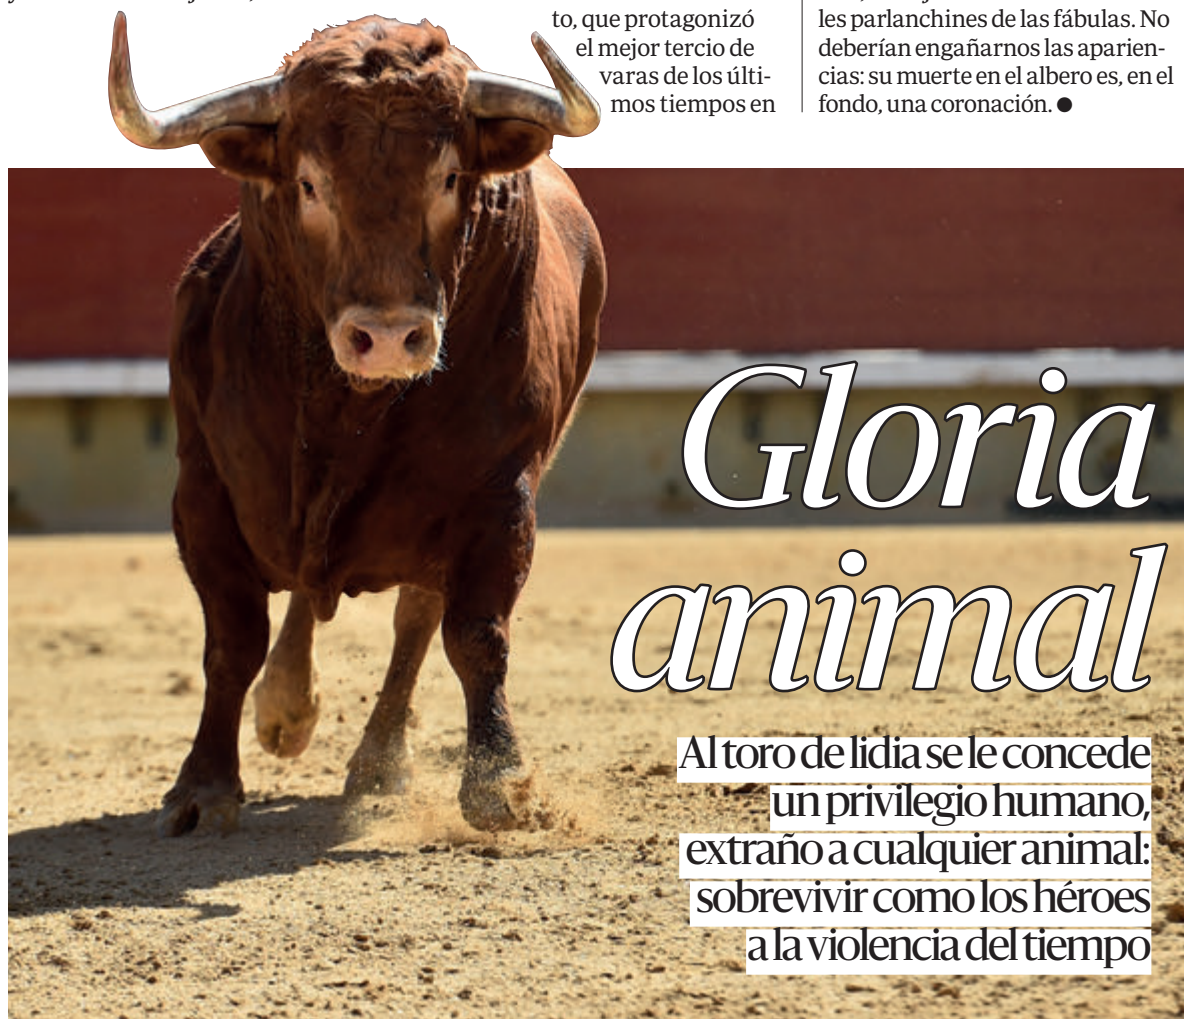 to, que protagonizó
el mejor tercio de
varas de los últi-
mos tiempos en
les parlanchines de las fábulas. No
deberían engañarnos las aparien-
cias: su muerte en el albero es, en el
fondo, una coronación. ●
Gloria
animal
Al toro de lidia se le concede
un privilegio humano,
extraño a cualquier animal:
sobrevivir como los héroes
a la violencia del tiempo